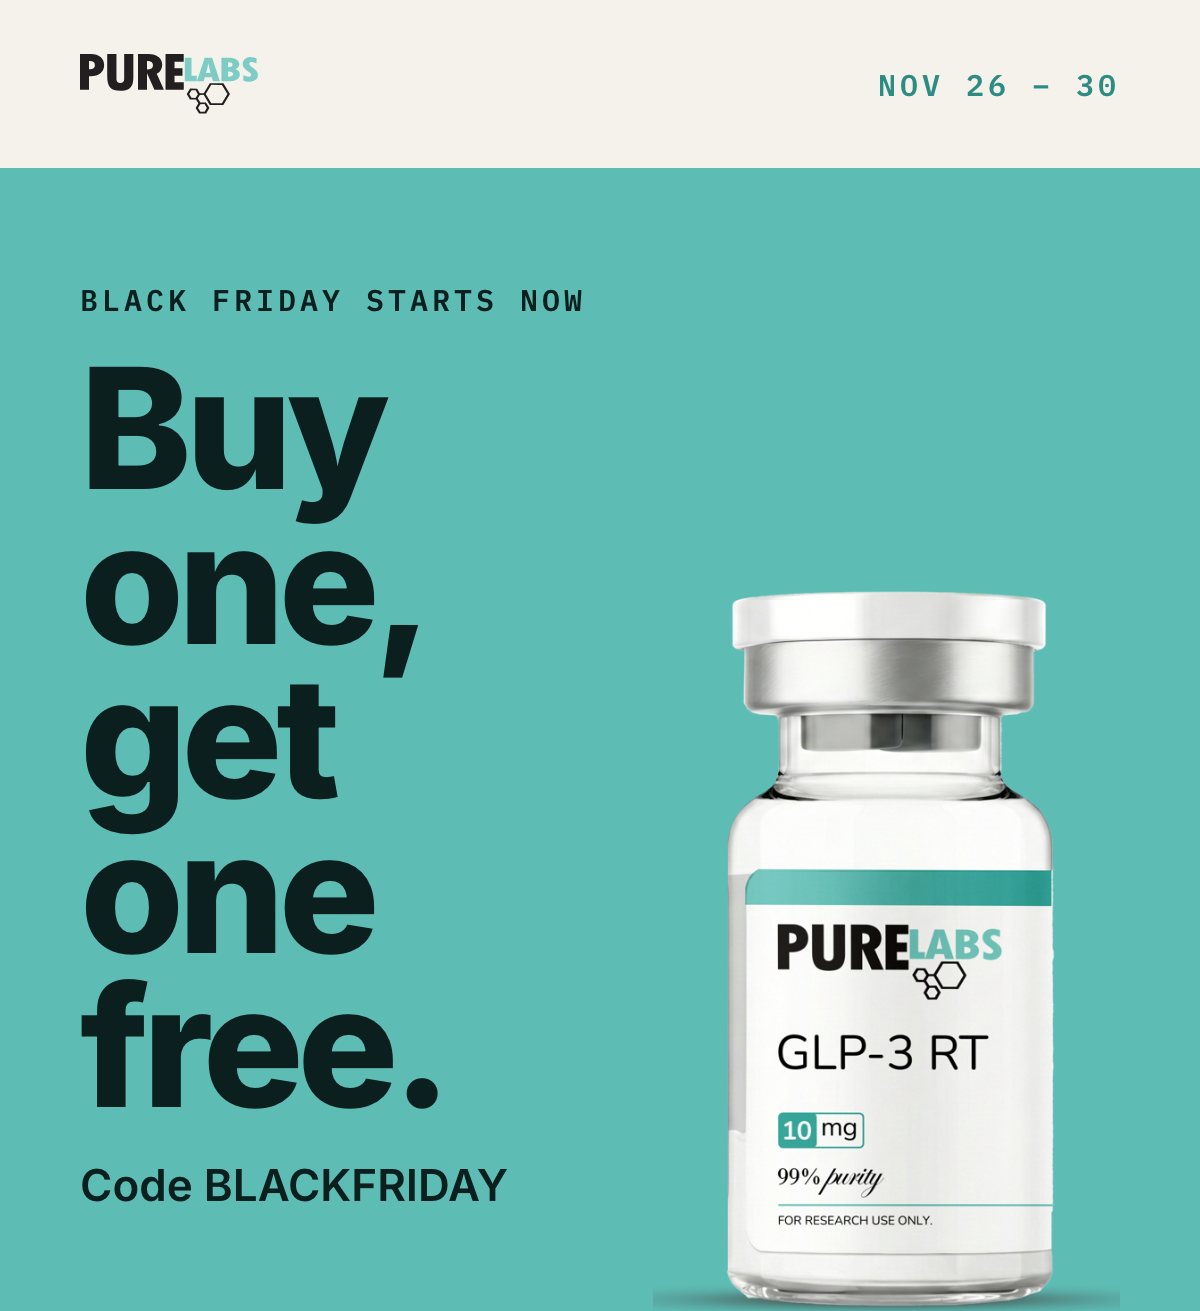 PURELABS
NOV 26 – 30
BLACK FRIDAY STARTS NOW
Buy
one,
get
one
free.
Code BLACKFRIDAY
PURELABS
GLP-3 RT
10 mg
99% purity
FOR RESEARCH USE ONLY.